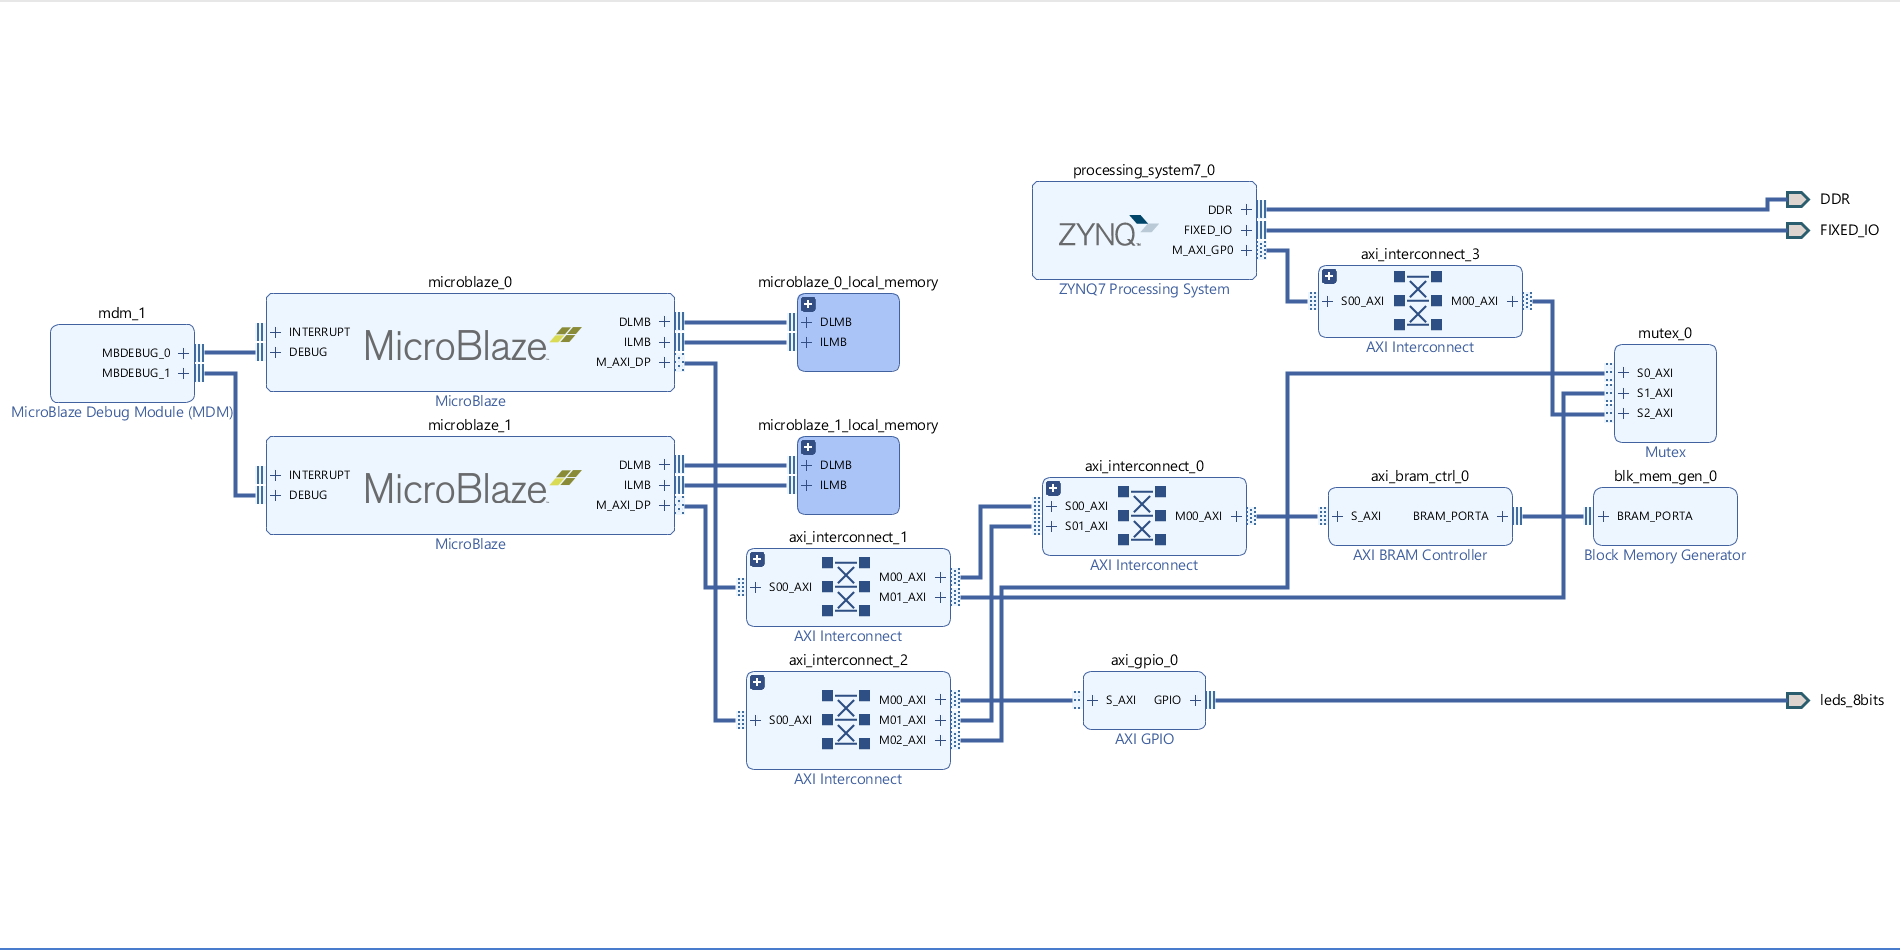 processing_system7_0
DDR
FIXED_IO
M_AXI_GP0
ZYNQ
ZYNQ7 Processing System
DDR
FIXED_IO
axi_interconnect_3
S00_AXI
M00_AXI
AXI Interconnect
mdm_1
MBDEBUG_0
MBDEBUG_1
MicroBlaze Debug Module (MDM)
microblaze_0
INTERRUPT
DEBUG
MicroBlaze
DLMB
ILMB
M_AXI_DP
MicroBlaze
microblaze_0_local_memory
DLMB
ILMB
mutex_0
S0_AXI
S1_AXI
S2_AXI
Mutex
microblaze_1
INTERRUPT
DEBUG
MicroBlaze
DLMB
ILMB
M_AXI_DP
MicroBlaze
microblaze_1_local_memory
DLMB
ILMB
axi_interconnect_0
S00_AXI
S01_AXI
M00_AXI
AXI Interconnect
axi_bram_ctrl_0
S_AXI
BRAM_PORTA
AXI BRAM Controller
blk_mem_gen_0
BRAM_PORTA
Block Memory Generator
axi_interconnect_1
S00_AXI
M00_AXI
M01_AXI
AXI Interconnect
axi_interconnect_2
S00_AXI
M00_AXI
M01_AXI
M02_AXI
AXI Interconnect
axi_gpio_0
S_AXI
GPIO
AXI GPIO
leds_8bits